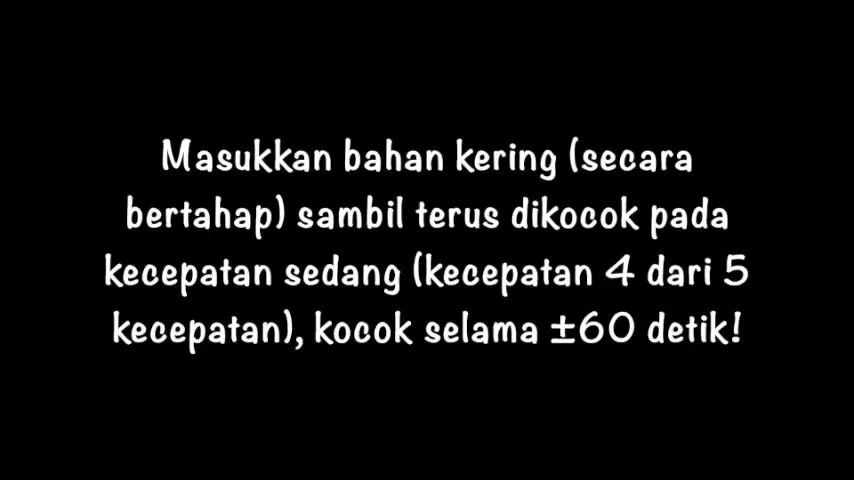 Masukkan bahan kering (secara
bertahap) sambil terus dikocok pada
kecepatan sedang (kecepatan 4 dari 5
kecepatan), kocok selama ±60 detik!